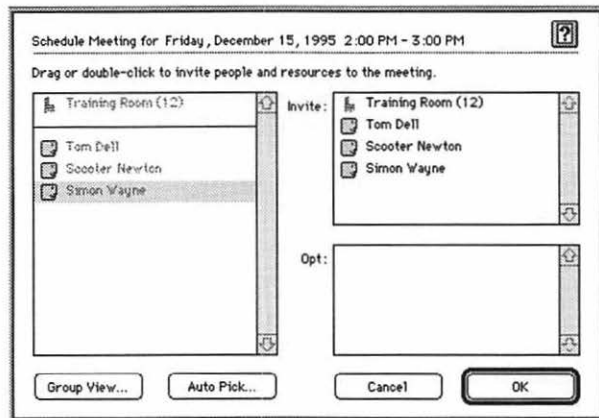 Schedule Meeting for Friday, December 15, 1995 2:00 PM – 3:00 PM
?
Drag or double-click to invite people and resources to the meeting.
Training Room (12)
Tom Dell
Scooter Newton
Simon Wayne
Invite:
Training Room (12)
Tom Dell
Scooter Newton
Simon Wayne
Opt:
Group View...
Auto Pick...
Cancel
OK